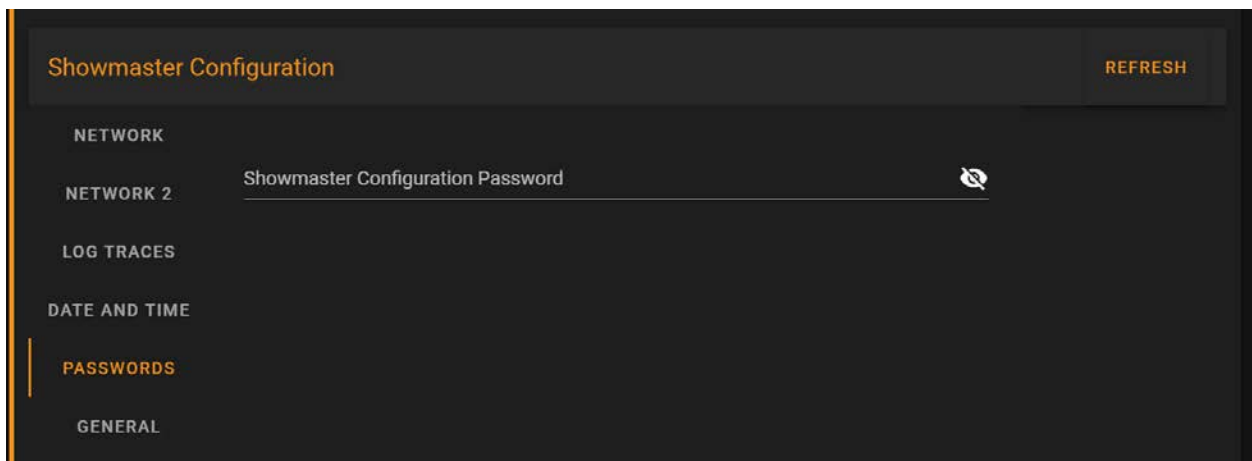 Showmaster Configuration
REFRESH
NETWORK
NETWORK 2
Showmaster Configuration Password
LOG TRACES
DATE AND TIME
PASSWORDS
GENERAL